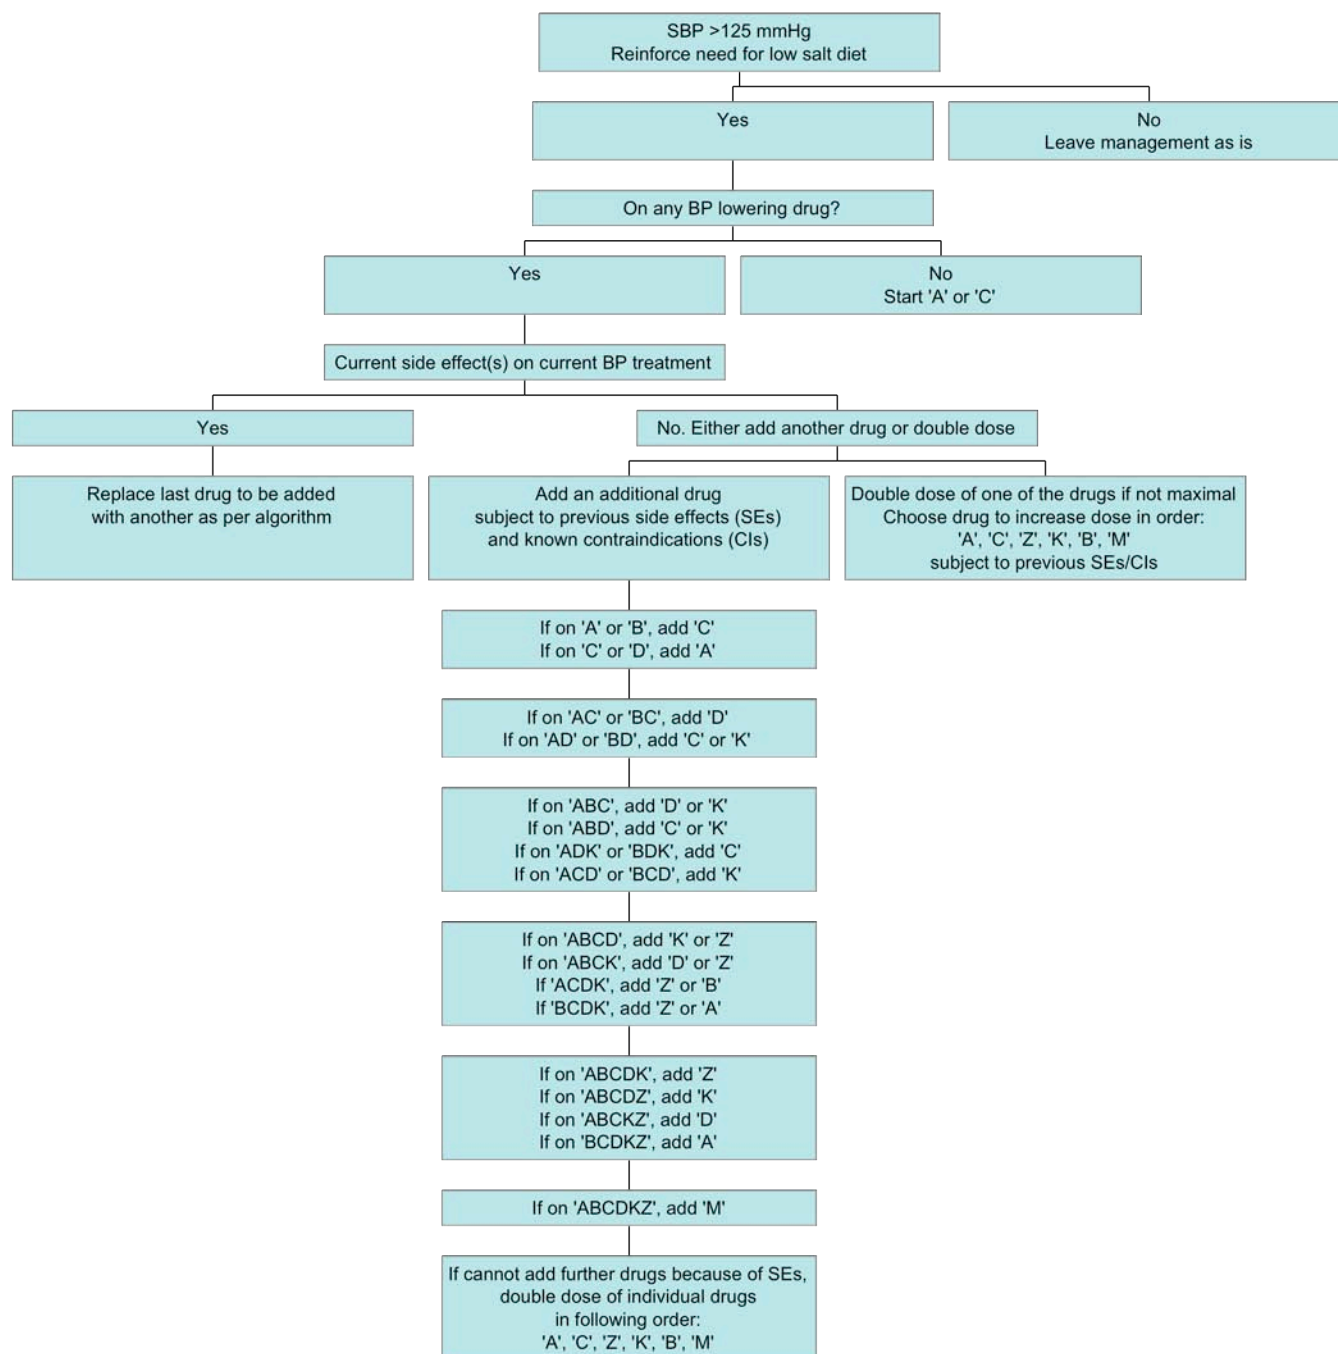 SBP >125 mmHg
Reinforce need for low salt diet
Yes
No
Leave management as is
On any BP lowering drug?
Yes
No
Start 'A' or 'C'
Current side effect(s) on current BP treatment
Yes
No. Either add another drug or double dose
Replace last drug to be added
with another as per algorithm
Add an additional drug
subject to previous side effects (SEs)
and known contraindications (CIs)
Double dose of one of the drugs if not maximal
Choose drug to increase dose in order:
'A', 'C', 'Z', 'K', 'B', 'M'
subject to previous SEs/CIs
If on 'A' or 'B', add 'C'
If on 'C' or 'D', add 'A'
If on 'AC' or 'BC', add 'D'
If on 'AD' or 'BD', add 'C' or 'K'
If on 'ABC', add 'D' or 'K'
If on 'ABD', add 'C' or 'K'
If on 'ADK' or 'BDK', add 'C'
If on 'ACD' or 'BCD', add 'K'
If on 'ABCD', add 'K' or 'Z'
If on 'ABCK', add 'D' or 'Z'
If 'ACDK', add 'Z' or 'B'
If 'BCDK', add 'Z' or 'A'
If on 'ABCDK', add 'Z'
If on 'ABCDZ', add 'K'
If on 'ABCKZ', add 'D'
If on 'BCDKZ', add 'A'
If on 'ABCDKZ', add 'M'
If cannot add further drugs because of SEs,
double dose of individual drugs
in following order:
'A', 'C', 'Z', 'K', 'B', 'M'